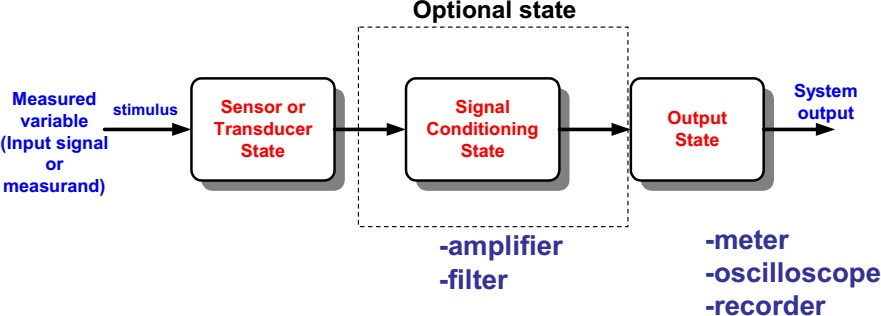 Optional state
Measured
variable
(Input signal
or
measurand)
stimulus
Sensor or
Transducer
State
Signal
Conditioning
State
Output
State
System
output
-amplifier
-filter
-meter
-oscilloscope
-recorder